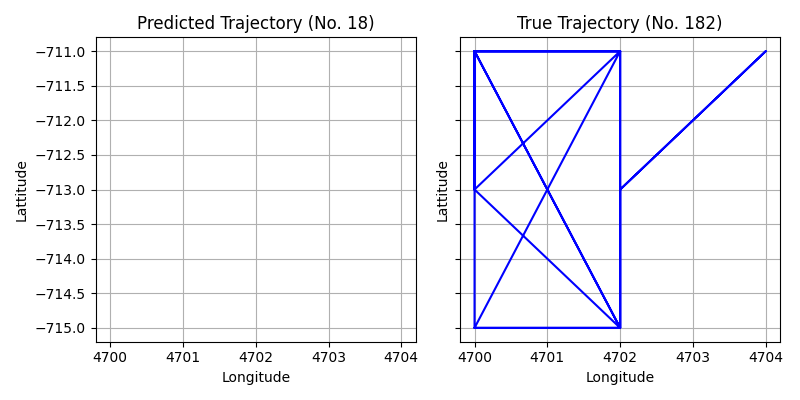 Predicted Trajectory (No. 18)
True Trajectory (No. 182)
−711.0
−711.5
−712.0
−712.5
−713.0
−713.5
−714.0
−714.5
−715.0
Lattitude
Lattitude
4700 4701 4702 4703 4704
4700 4701 4702 4703 4704
Longitude
Longitude